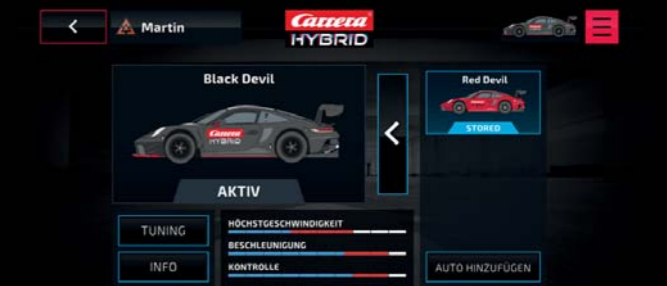 Martin
Carrera
HYBRID
Black Devil
Carrera
HYBRID
AKTIV
Red Devil
STORED
TUNING
INFO
HÖCHSTGESCHWINDIGKEIT
BESCHLEUNIGUNG
KONTROLLE
AUTO HINZUFÜGEN